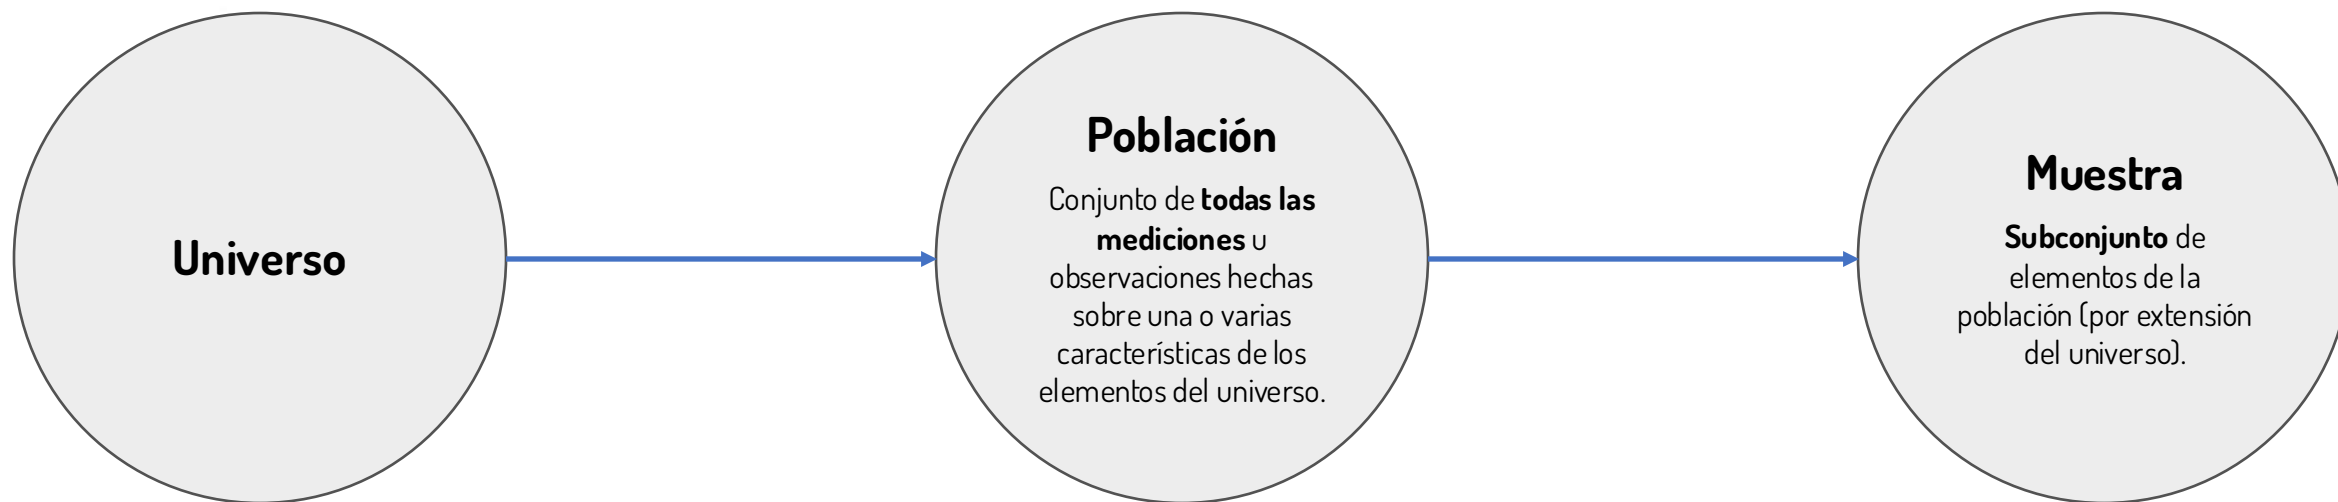 Universo
Población
Conjunto de todas las
mediciones u
observaciones hechas
sobre una o varias
características de los
elementos del universo.
Muestra
Subconjunto de
elementos de la
población (por extensión
del universo).